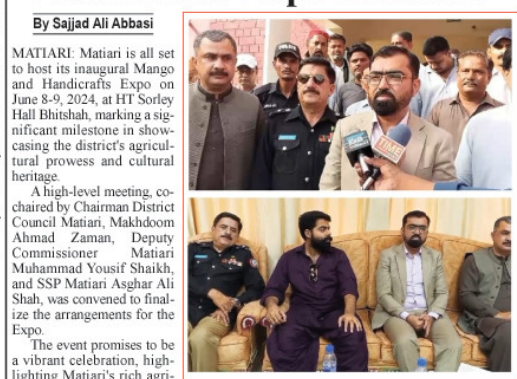 By Sajjad Ali Abbasi
MATIARI: Matiari is all set
to host its inaugural Mango
and Handicrafts Expo on
June 8-9, 2024, at HT Sorley
Hall Bhitshah, marking a sig-
nificant milestone in show-
casing the district's agricul-
tural prowess and cultural
heritage.
A high-level meeting, co-
chaired by Chairman District
Council Matiari, Makhdoom
Ahmad Zaman, Deputy
Commissioner Matiari
Muhammad Yousif Shaikh,
and SSP Matiari Asghar Ali
Shah, was convened to final-
ize the arrangements for the
Expo.
The event promises to be
a vibrant celebration, high-
lighting Matiari's rich agri-
TIME